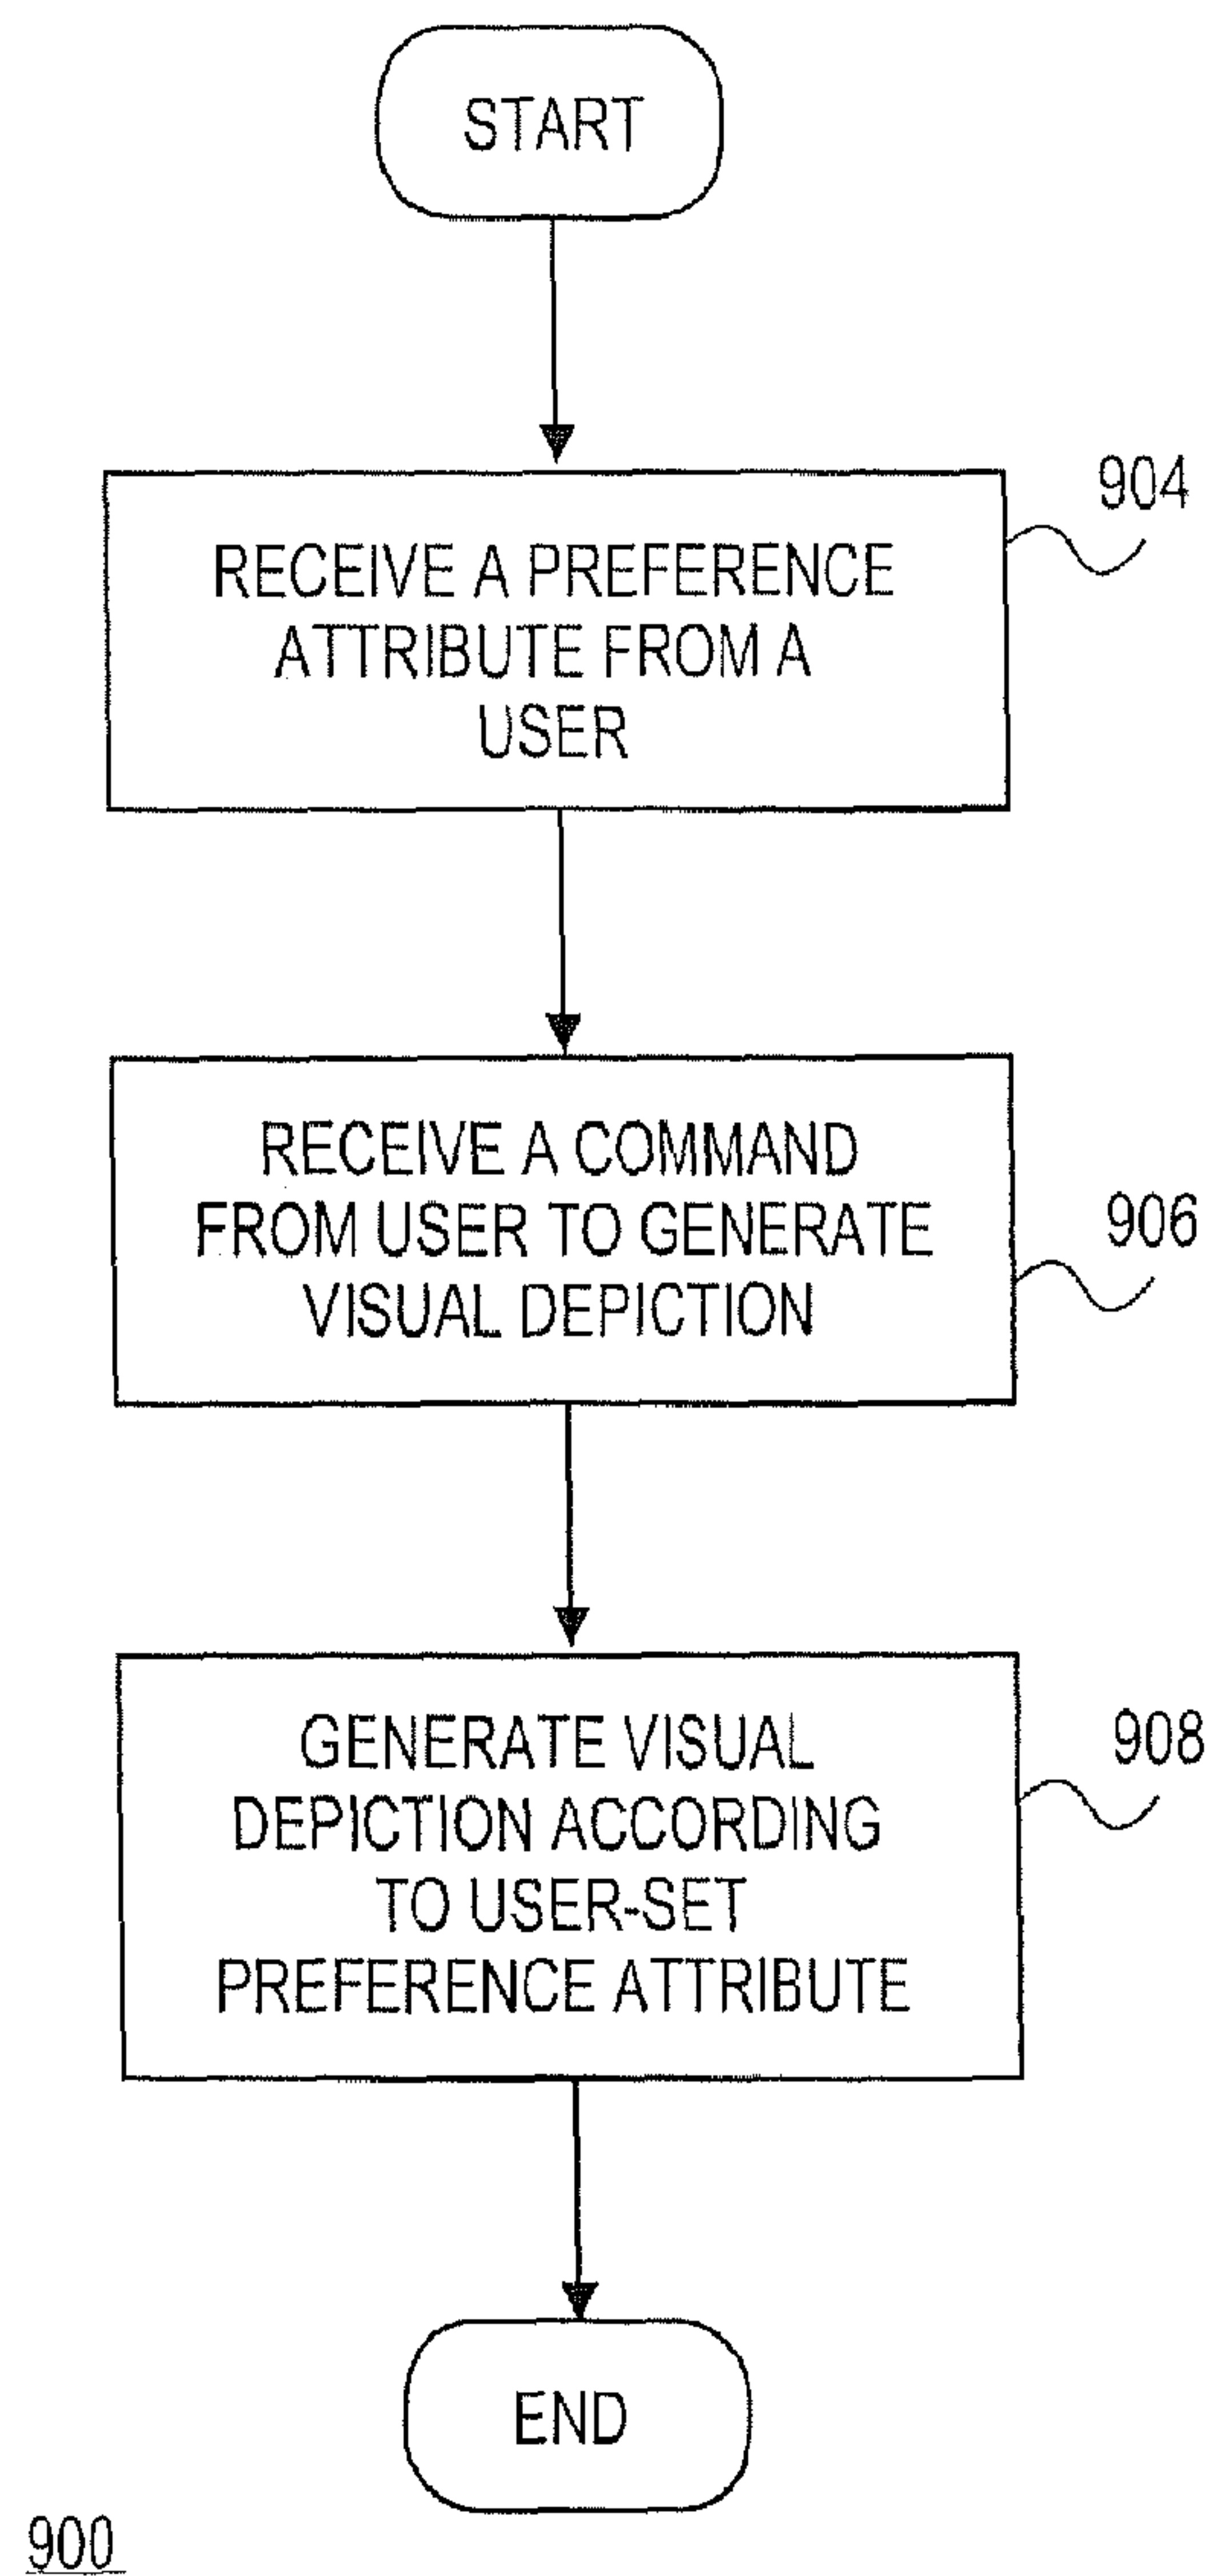 START
904
RECEIVE A PREFERENCE
ATTRIBUTE FROM A
USER
RECEIVE A COMMAND
FROM USER TO GENERATE
VISUAL DEPICTION
906
GENERATE VISUAL
DEPICTION ACCORDING
TO USER-SET
PREFERENCE ATTRIBUTE
908
END
900